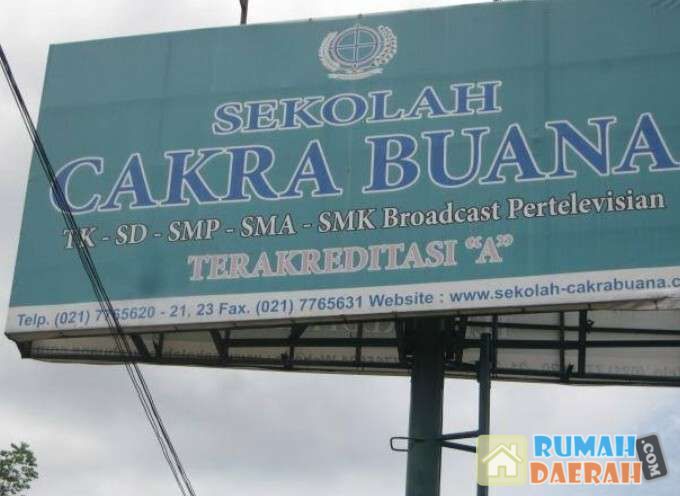 SEKOLAH
CAKRA BUANA
TK - SD - SMP - SMA - SMK Broadcast Pertelevisian
TERAKREDITASI "A"
Telp. (021) 7765620 - 21, 23 Fax. (021) 7765631 Website : www.sekolah-cakrabuana.c
RUMAH
DAERAH
.COM